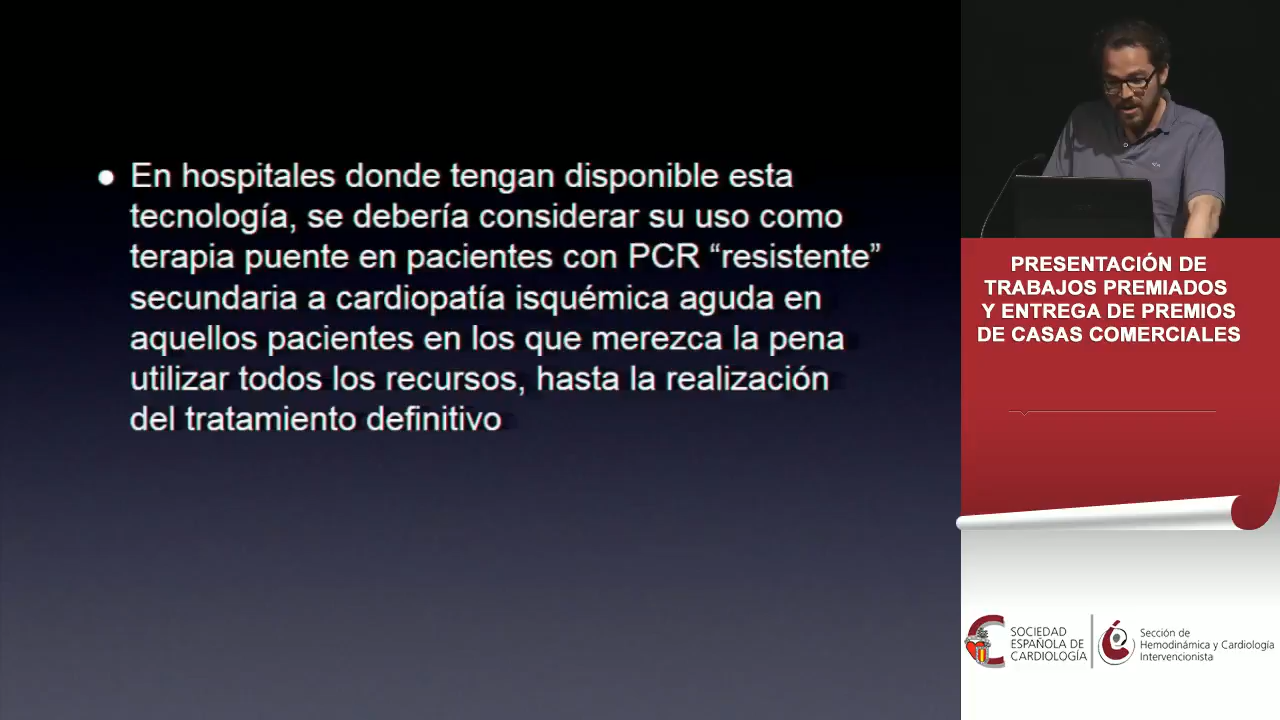 ● En hospitales donde tengan disponible esta
tecnología, se debería considerar su uso como
terapia puente en pacientes con PCR “resistente”
secundaria a cardiopatía isquémica aguda en
aquellos pacientes en los que merezca la pena
utilizar todos los recursos, hasta la realización
del tratamiento definitivo
PRESENTACIÓN DE
TRABAJOS PREMIADOS
Y ENTREGA DE PREMIOS
DE CASAS COMERCIALES
SOCIEDAD
ESPAÑOLA DE
CARDIOLOGÍA
Sección de
Hemodinámica y Cardiología
Intervencionista